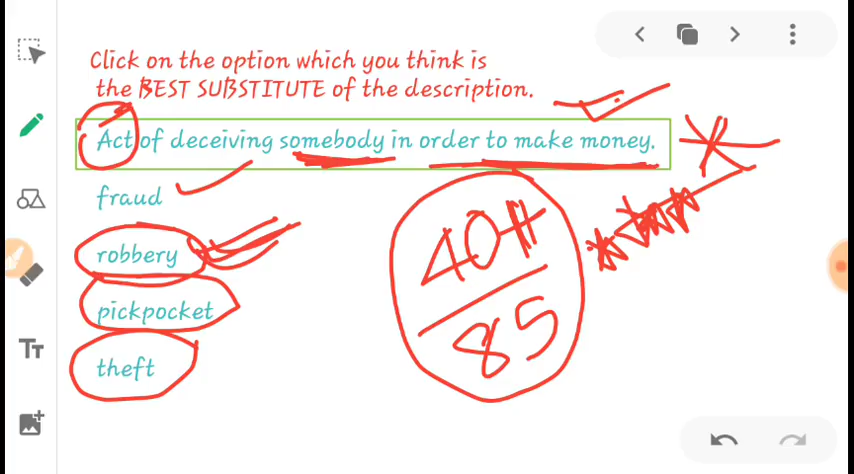 Click on the option which you think is
the BEST SUBSTITUTE of the description.
Act of deceiving somebody in order to make money.
fraud
robbery
pickpocket
theft
40+
85
TT